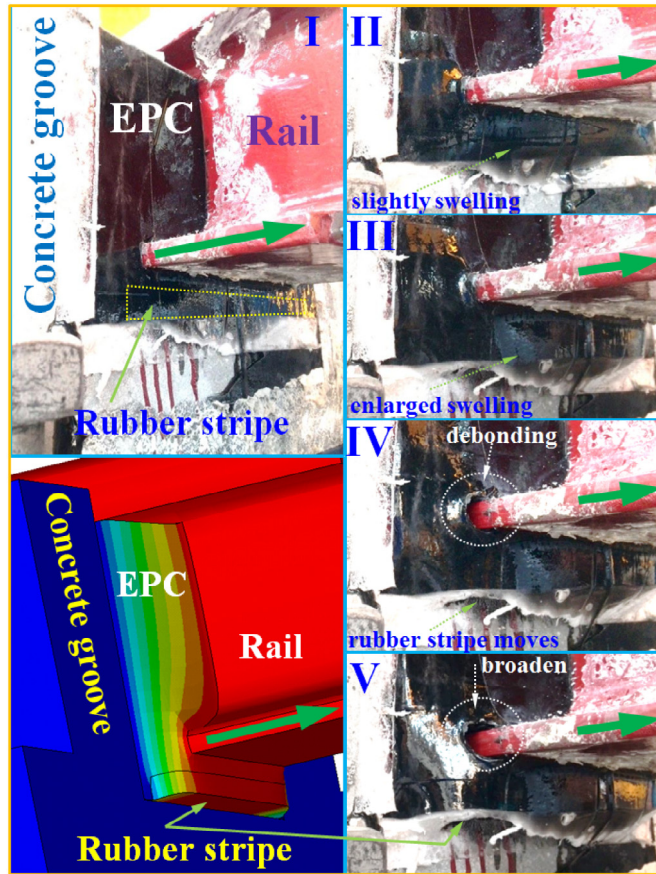 I
EPC
Rail
Concrete groove
Rubber stripe
II
slightly swelling
III
enlarged swelling
IV
debonding
rubber stripe moves
V
broaden
Concrete groove
EPC
Rail
Rubber stripe